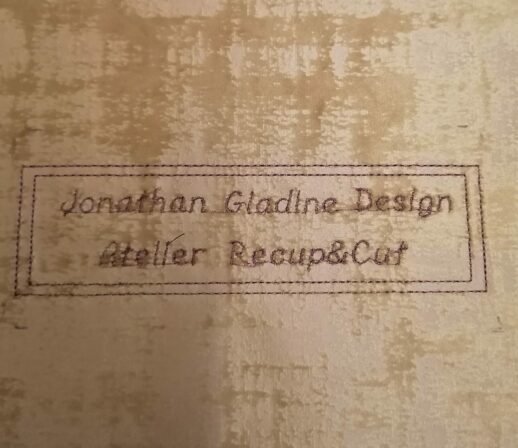 Jonathan Gladine Design
Atelier Recup&Cut